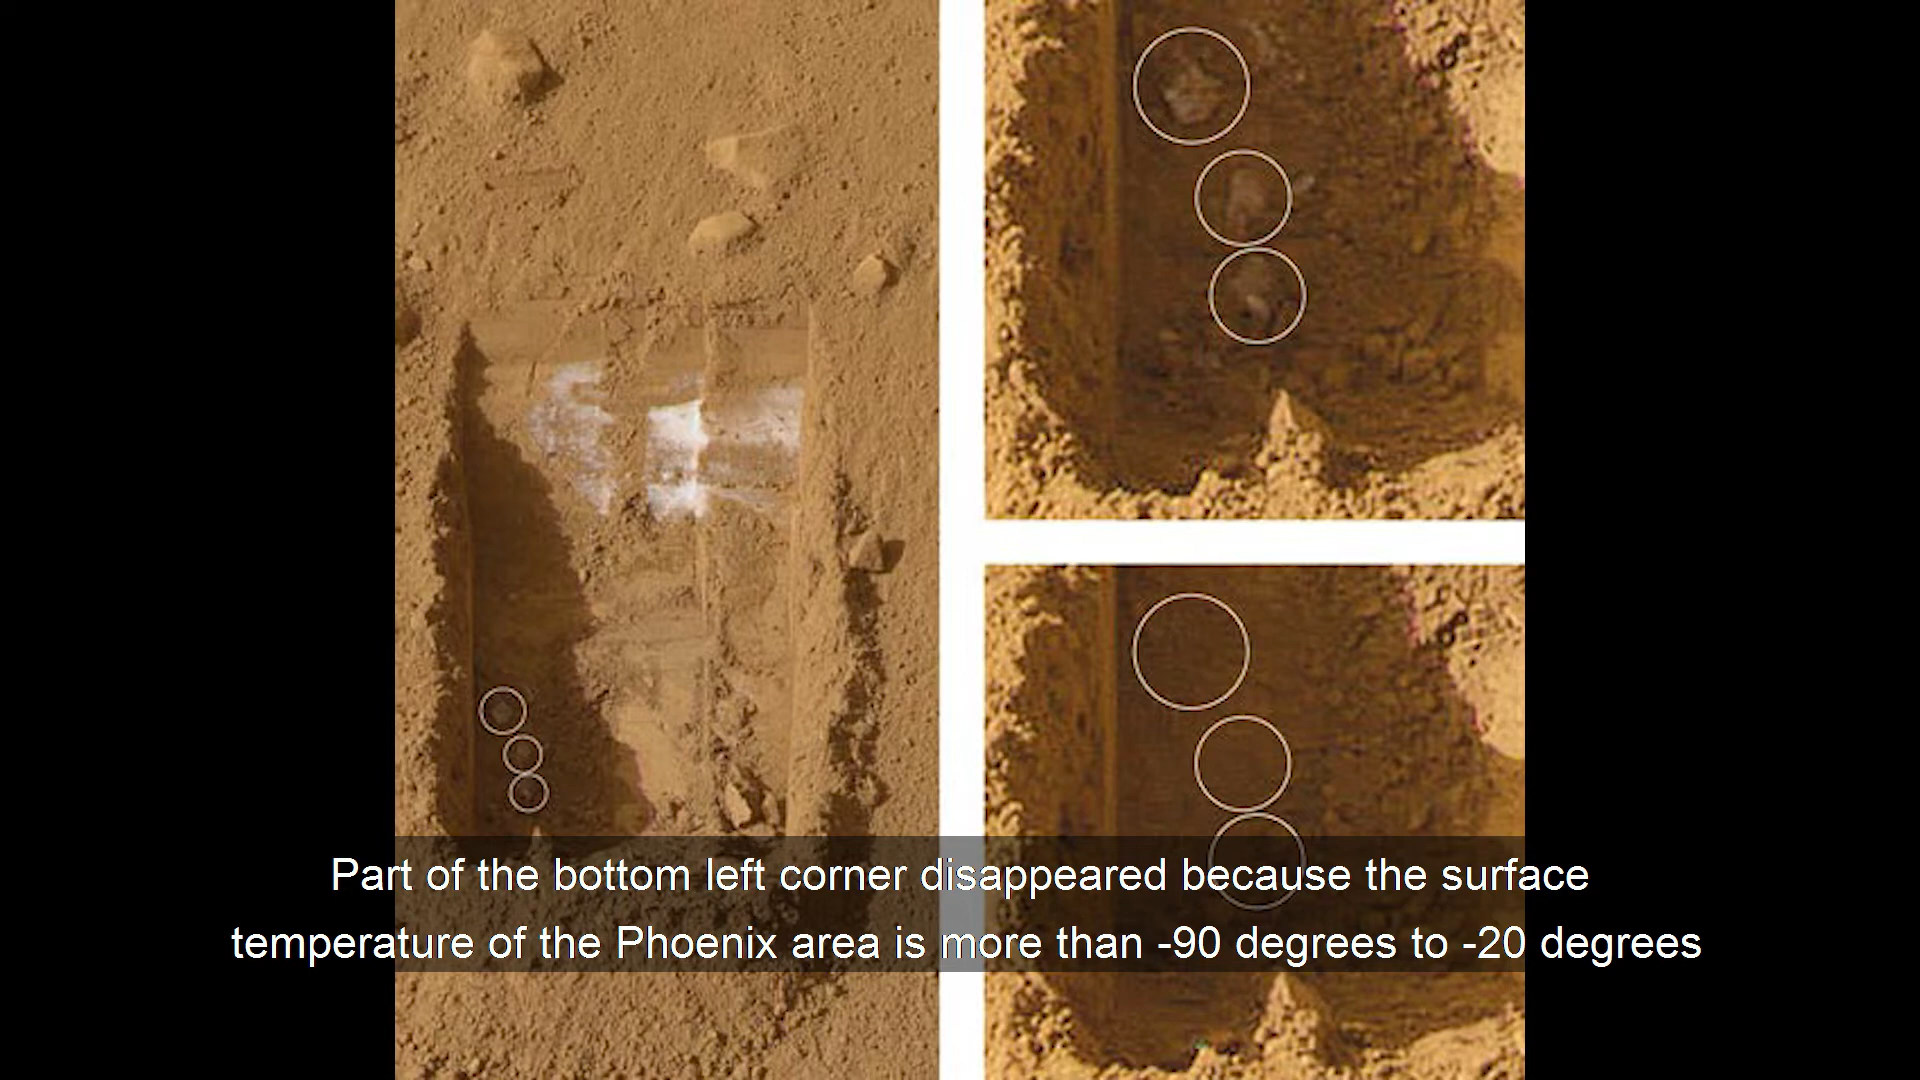 Part of the bottom left corner disappeared because the surface
temperature of the Phoenix area is more than -90 degrees to -20 degrees